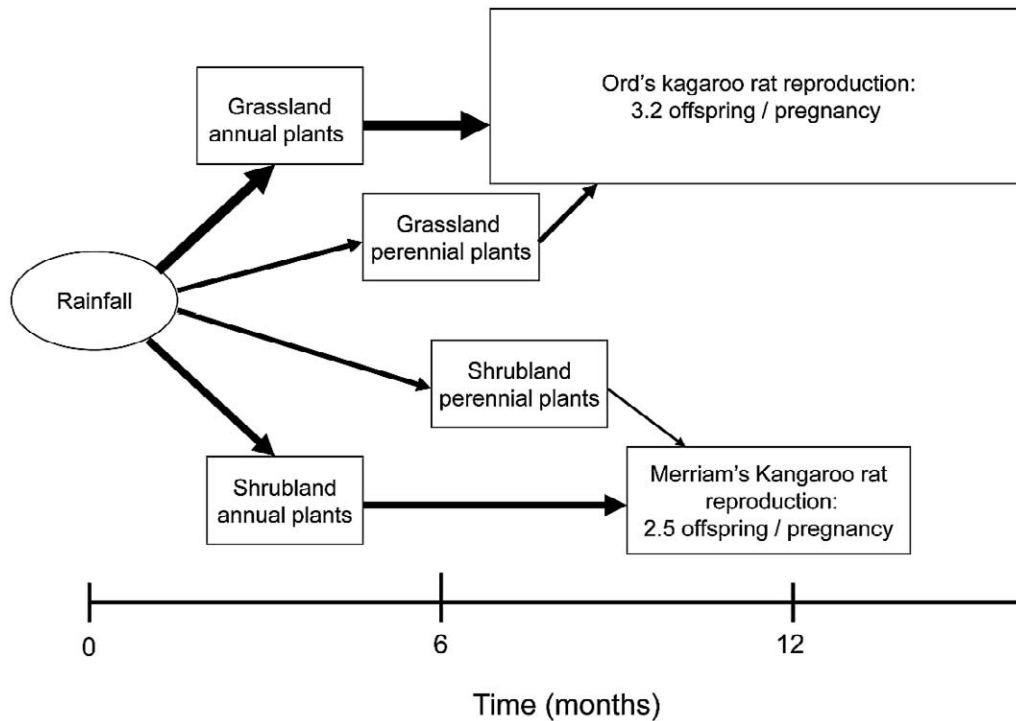 Ord's kagaroo rat reproduction:
3.2 offspring / pregnancy
Grassland
annual plants
Grassland
perennial plants
Rainfall
Shrubland
perennial plants
Shrubland
annual plants
Merriam's Kangaroo rat
reproduction:
2.5 offspring / pregnancy
0
6
12
Time (months)